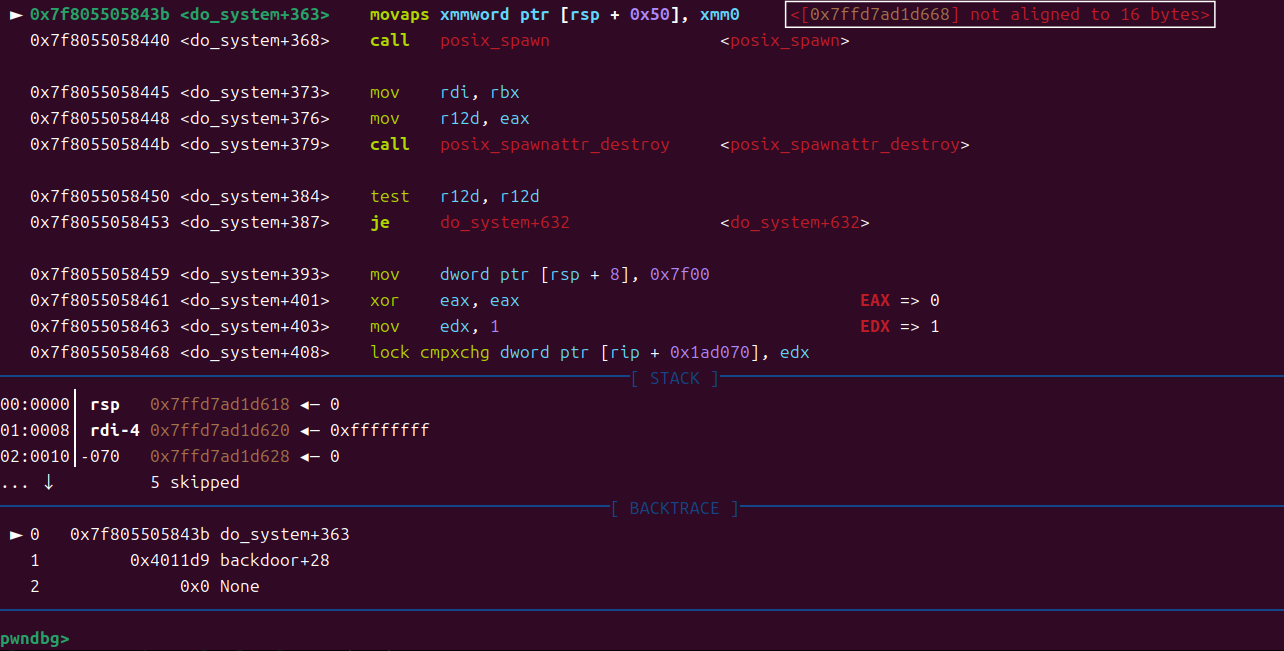 ► 0x7f805505843b <do_system+363>    movaps xmmword ptr [rsp + 0x50], xmm0     <[0x7ffd7ad1d668] not aligned to 16 bytes>
0x7f8055058440 <do_system+368>    call   posix_spawn                 <posix_spawn>
0x7f8055058445 <do_system+373>    mov    rdi, rbx
0x7f8055058448 <do_system+376>    mov    r12d, eax
0x7f805505844b <do_system+379>    call   posix_spawnattr_destroy     <posix_spawnattr_destroy>
0x7f8055058450 <do_system+384>    test   r12d, r12d
0x7f8055058453 <do_system+387>    je     do_system+632               <do_system+632>
0x7f8055058459 <do_system+393>    mov    dword ptr [rsp + 8], 0x7f00
0x7f8055058461 <do_system+401>    xor    eax, eax                                  EAX => 0
0x7f8055058463 <do_system+403>    mov    edx, 1                                    EDX => 1
0x7f8055058468 <do_system+408>    lock cmpxchg dword ptr [rip + 0x1ad070], edx
[ STACK ]
00:0000│ rsp   0x7ffd7ad1d618 ◄— 0
01:0008│ rdi-4 0x7ffd7ad1d620 ◄— 0xffffffff
02:0010│-070   0x7ffd7ad1d628 ◄— 0
... ↓          5 skipped
[ BACKTRACE ]
► 0   0x7f805505843b do_system+363
1         0x4011d9 backdoor+28
2              0x0 None
pwndbg>